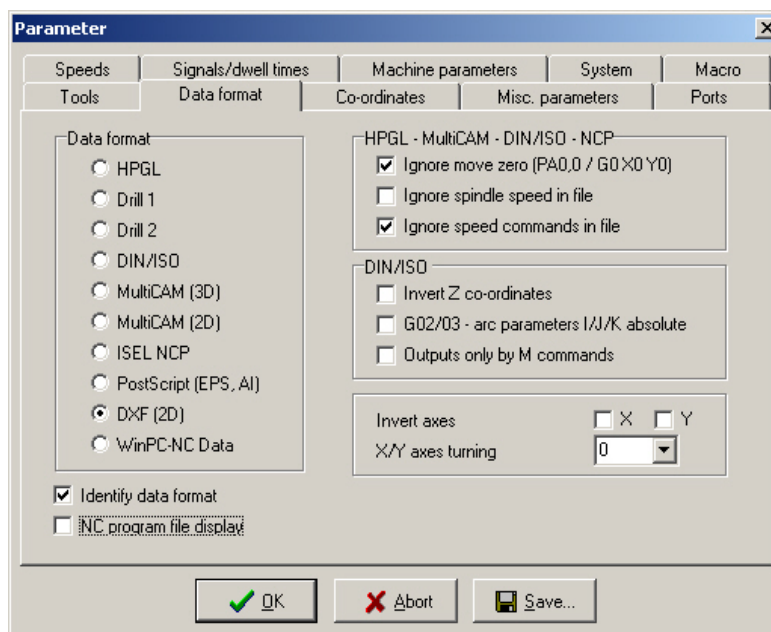 Parameter
Speeds
Signals/dwell times
Machine parameters
System
Macro
Tools
Data format
Co-ordinates
Misc. parameters
Ports
Data format
HPGL
Drill 1
Drill 2
DIN/ISO
MultiCAM (3D)
MultiCAM (2D)
ISEL NCP
PostScript (EPS, AI)
DXF (2D)
WinPC-NC Data
Identify data format
NC program file display
HPGL - MultiCAM - DIN/ISO - NCP
Ignore move zero (PA0,0 / G0 X0 Y0)
Ignore spindle speed in file
Ignore speed commands in file
DIN/ISO
Invert Z co-ordinates
G02/03 - arc parameters I/J/K absolute
Outputs only by M commands
Invert axes X Y
X/Y axes turning 0
OK Abort Save...